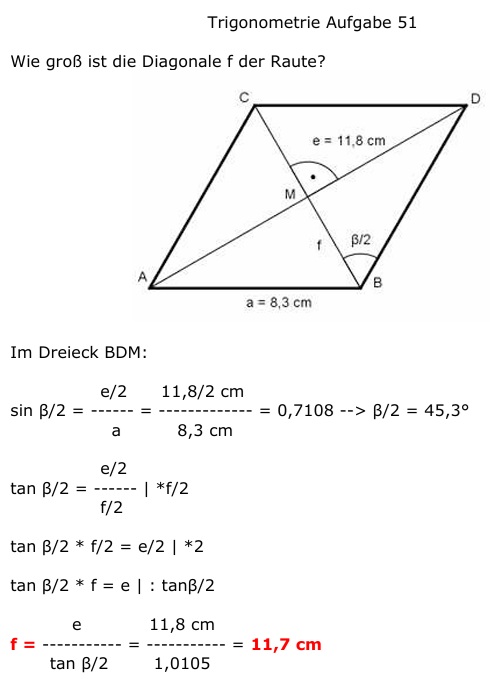 Trigonometrie Aufgabe 51
Wie groß ist die Diagonale f der Raute?
C
D
e = 11,8 cm
M
f
β/2
A
B
a = 8,3 cm
Im Dreieck BDM:
e/2 11,8/2 cm
sin β/2 = ------ = ------------- = 0,7108 --> β/2 = 45,3°
a 8,3 cm
e/2
tan β/2 = ------ | *f/2
f/2
tan β/2 * f/2 = e/2 | *2
tan β/2 * f = e | : tanβ/2
e 11,8 cm
f = ----------- = ----------- = 11,7 cm
tan β/2 1,0105